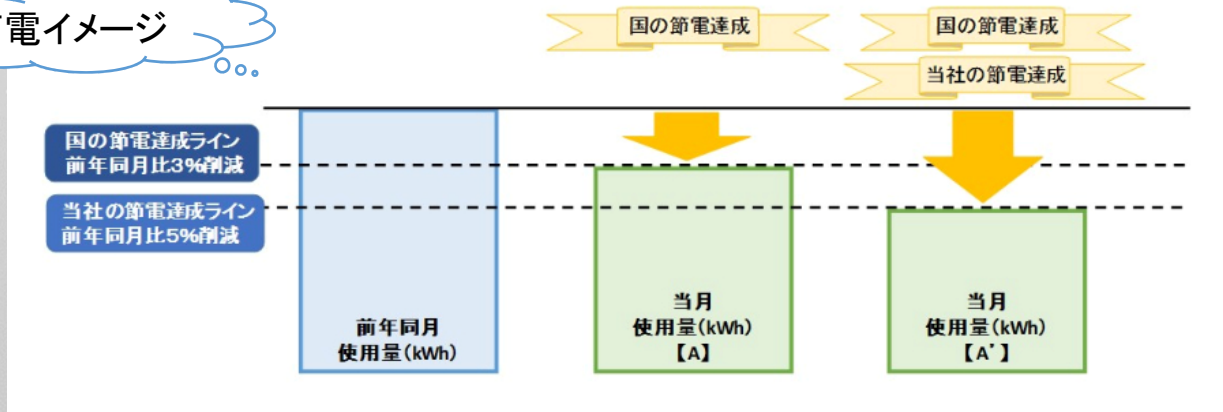 電イメージ
国の節電達成
国の節電達成
当社の節電達成
国の節電達成ライン
前年同月比3%削減
当社の節電達成ライン
前年同月比5%削減
前年同月
使用量(kWh)
当月
使用量(kWh)
【A】
当月
使用量(kWh)
【A'】